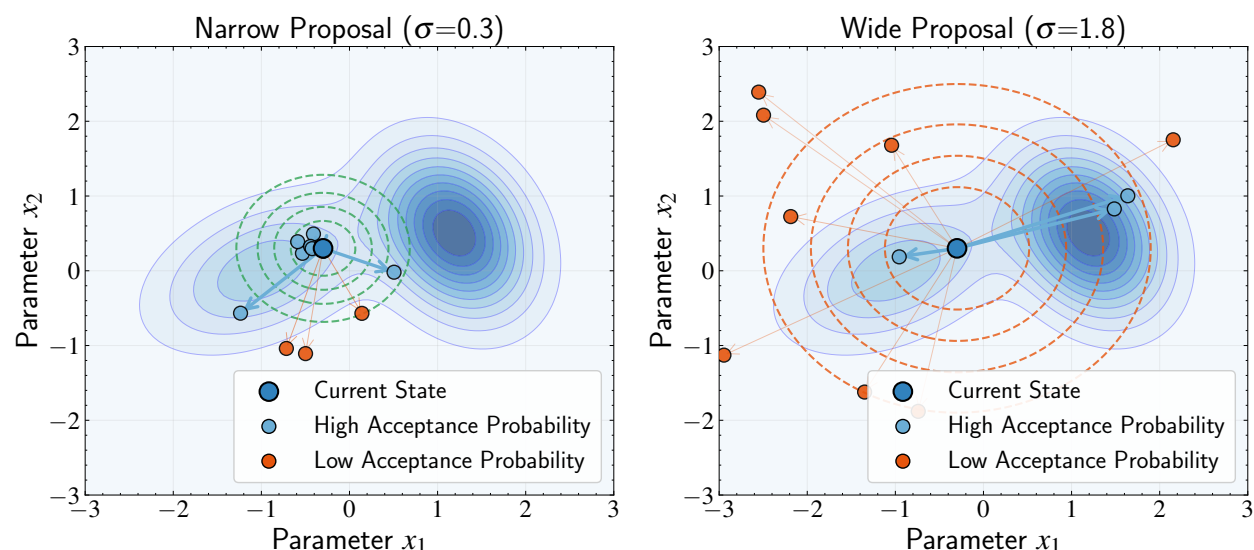 Narrow Proposal (σ=0.3)
Parameter x₂
3
2
1
0
−1
−2
−3
−3
−2
−1
0
1
2
3
Parameter x₁
Current State
High Acceptance Probability
Low Acceptance Probability
Wide Proposal (σ=1.8)
Parameter x₂
3
2
1
0
−1
−2
−3
−3
−2
−1
0
1
2
3
Parameter x₁
Current State
High Acceptance Probability
Low Acceptance Probability